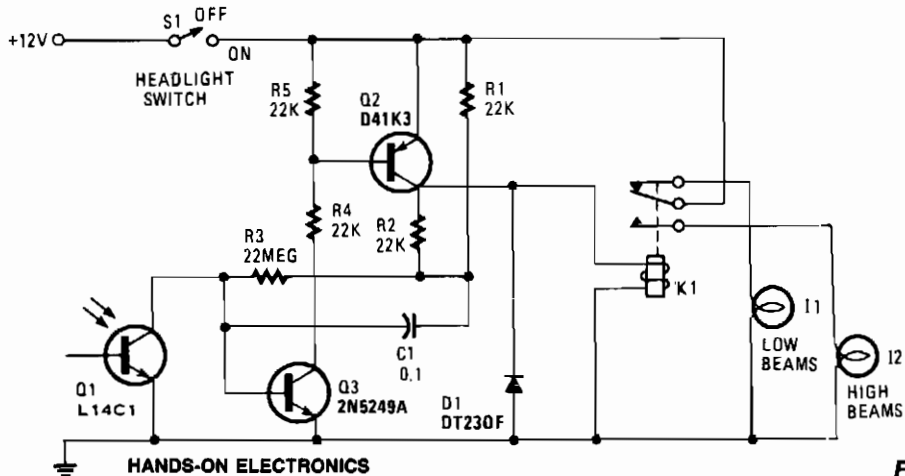 +12V
S1
OFF
ON
HEADLIGHT
SWITCH
R5
22K
Q2
D41K3
R1
22K
R4
22K
R2
22K
R3
22MEG
K1
Q1
L14C1
C1
0.1
Q3
2N5249A
D1
DT230F
I1
LOW
BEAMS
I2
HIGH
BEAMS
HANDS-ON ELECTRONICS